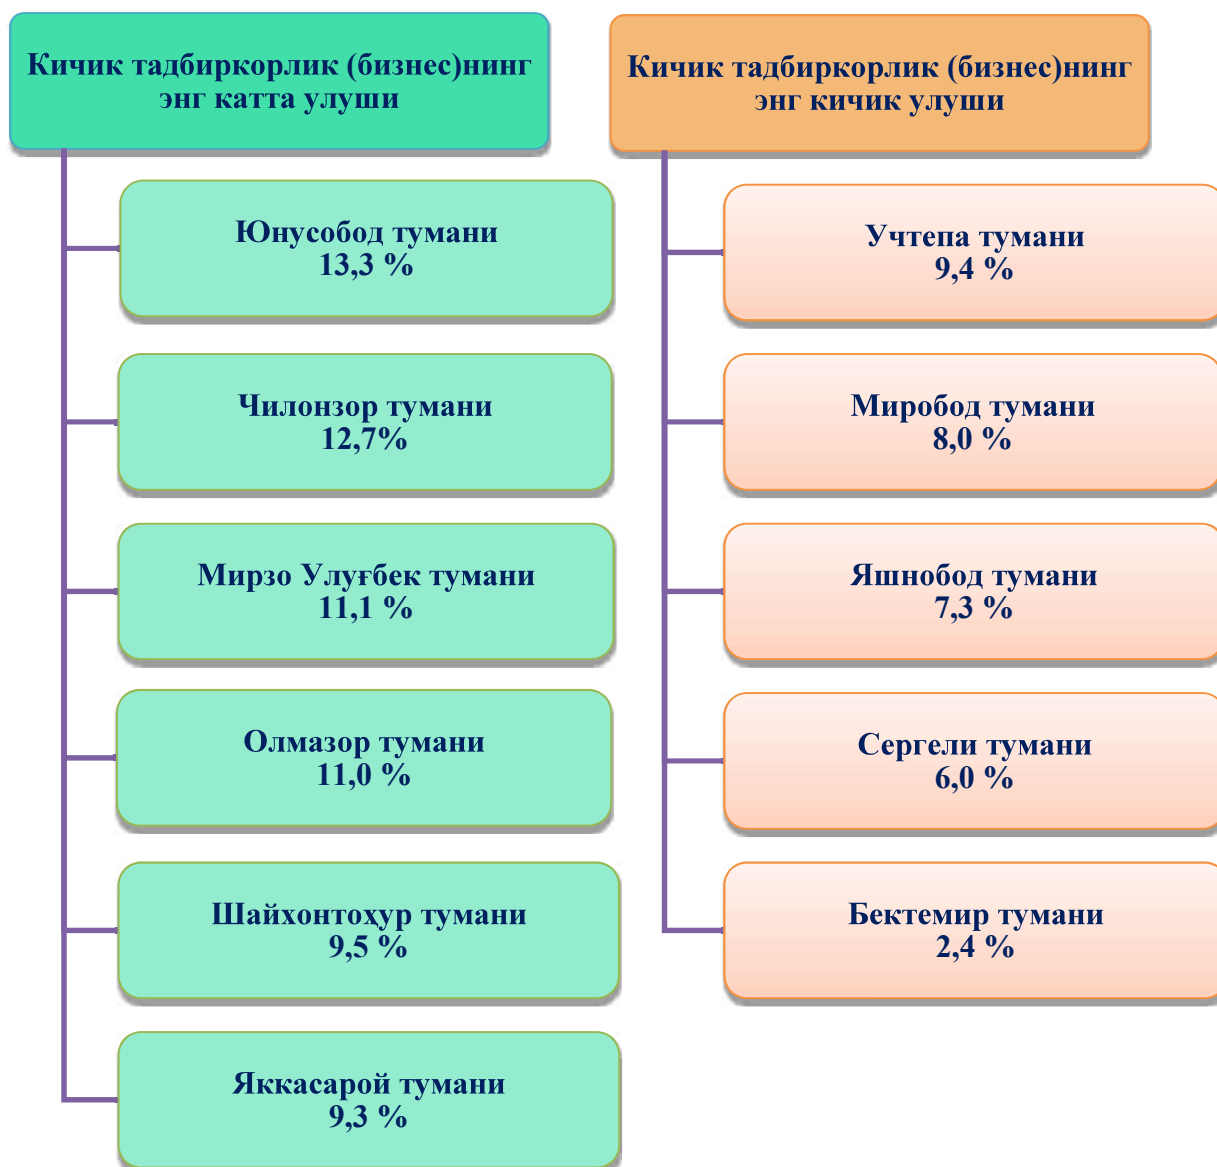 Кичик тадбиркорлик (бизнес)нинг
энг катта улуши
Юнусобод тумани
13,3 %
Чилонзор тумани
12,7%
Мирзо Улуғбек тумани
11,1 %
Олмазор тумани
11,0 %
Шайхонтоҳур тумани
9,5 %
Яккасарой тумани
9,3 %
Кичик тадбиркорлик (бизнес)нинг
энг кичик улуши
Учтепа тумани
9,4 %
Миробод тумани
8,0 %
Яшнобод тумани
7,3 %
Сергели тумани
6,0 %
Бектемир тумани
2,4 %